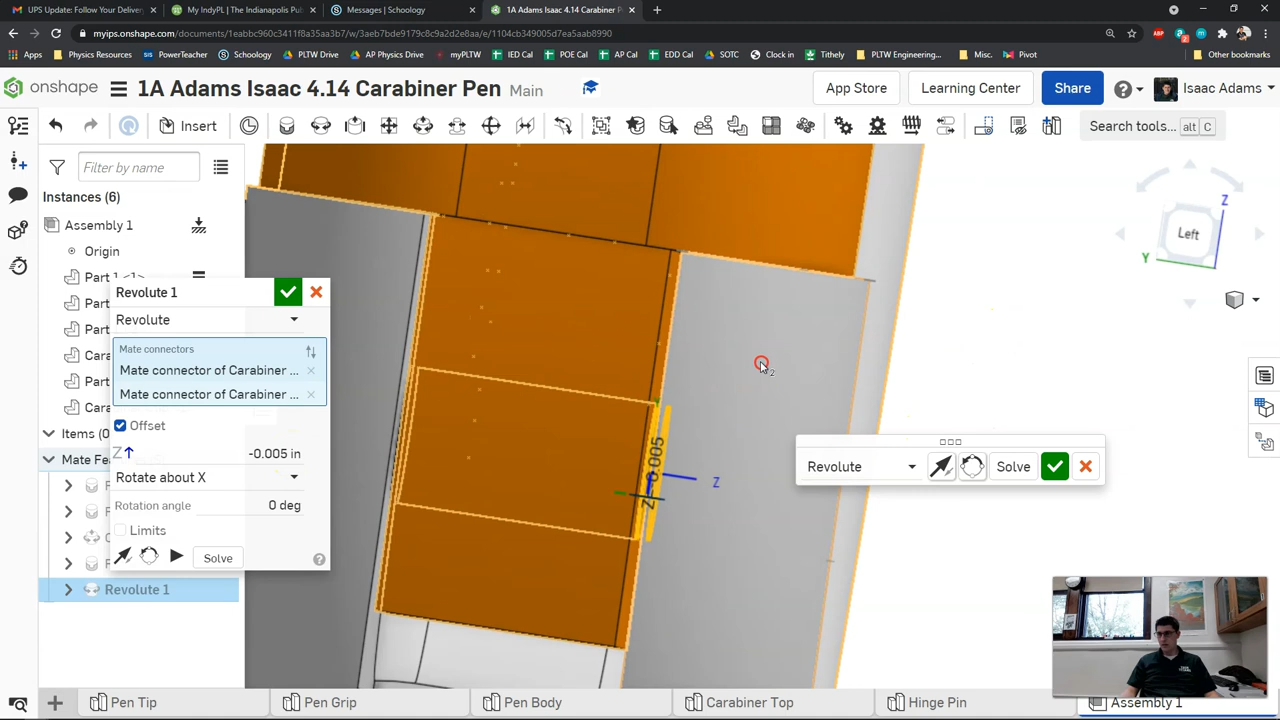 UPS Update: Follow Your Deliver
My IndyPL | The Indianapolis Pub
Messages | Schoology
1A Adams Isaac 4.14 Carabiner P
myips.onshape.com/documents/1eabbc960c3411f8a35aa3b7/w/3aeb7bde9179c8c9a2d2e8aa/e/1104cb349005d7ea5aab8990
Apps
Physics Resources
PowerTeacher
Schoology
PLTW Drive
AP Physics Drive
myPLTW
IED Cal
POE Cal
AP Cal
EDD Cal
SOTC
Clock in
Tithely
PLTW Engineering...
Misc.
Pivot
Other bookmarks
onshape
1A Adams Isaac 4.14 Carabiner Pen
Main
App Store
Learning Center
Share
Isaac Adams
Insert
Search tools...
alt
C
Filter by name
Instances (6)
Assembly 1
Origin
Part 1 <1>
Part
Part
Cara
Part
Cara
Items (0
Mate Fe
Revolute 1
Revolute 1
Revolute
Mate connectors
Mate connector of Carabiner ...
Mate connector of Carabiner ...
Offset
Z
-0.005 in
Rotate about X
Rotation angle
0 deg
Limits
Solve
Z -0.005
Z
Revolute
Solve
Left
Z
Y
Pen Tip
Pen Grip
Pen Body
Carabiner Top
Hinge Pin
Assembly 1